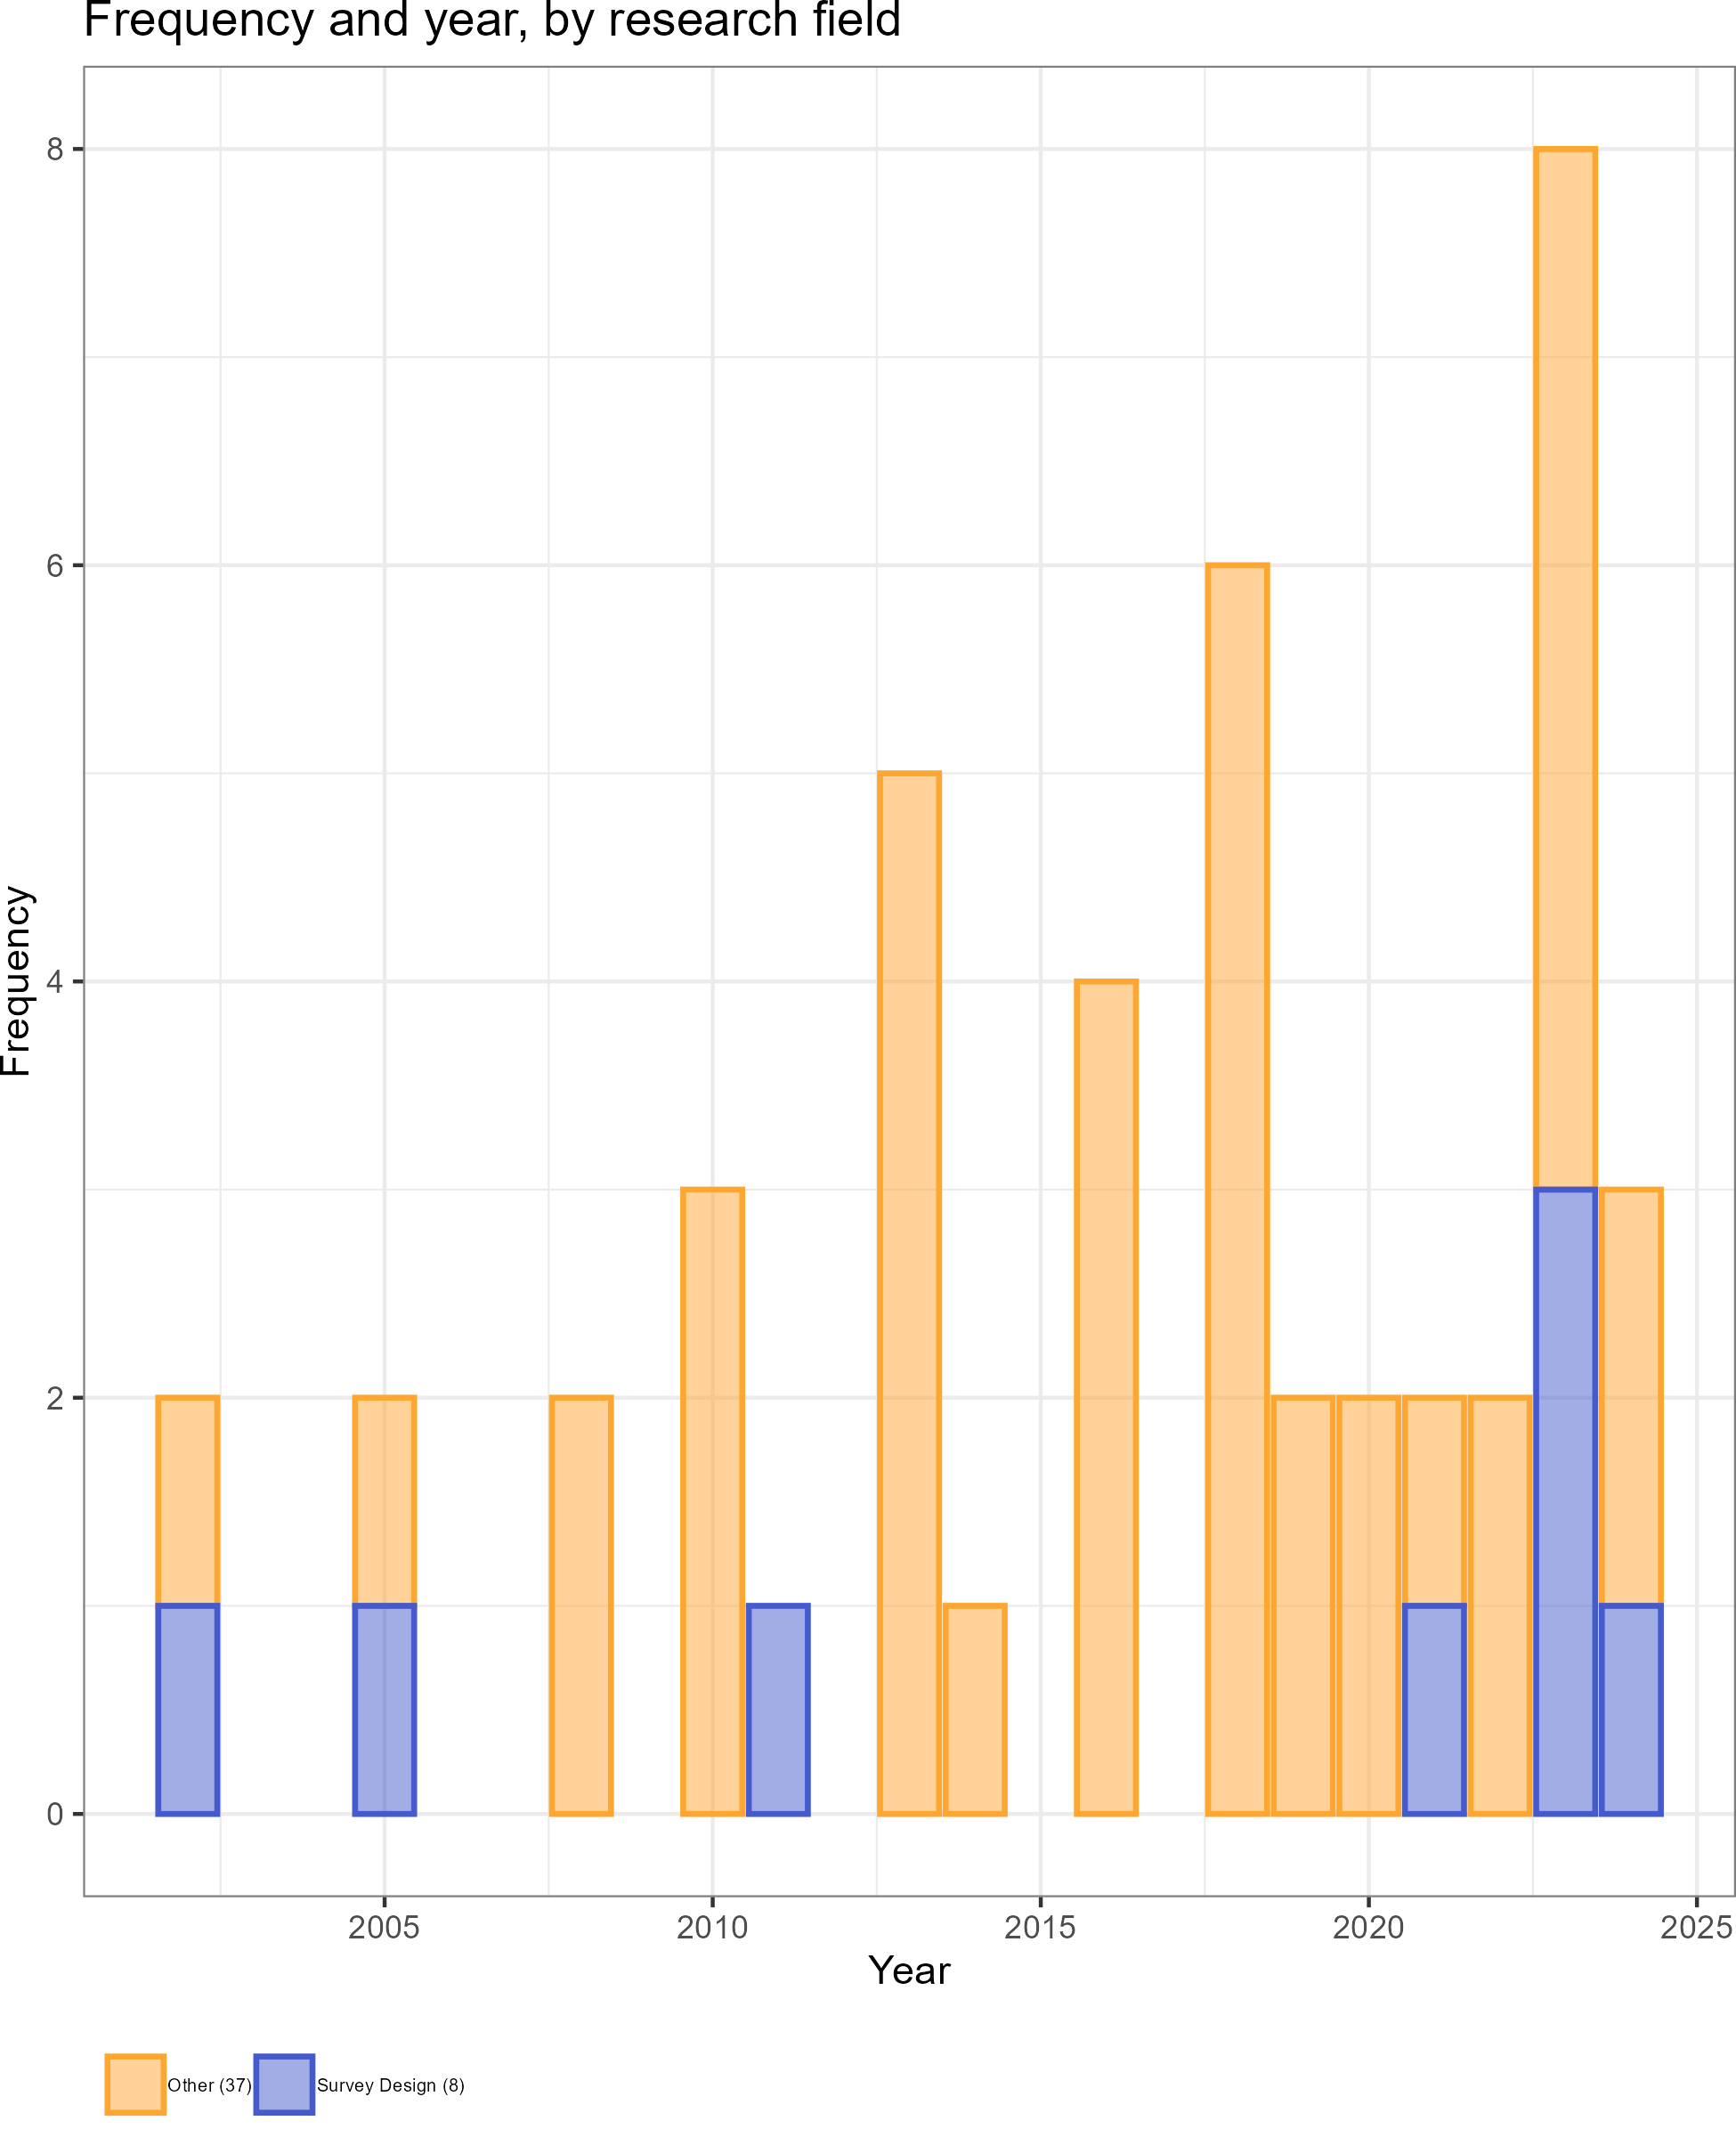 Frequency and year, by research field
8
6
4
2
0
Frequency
2005 2010 2015 2020 2025
Year
Other (37) Survey Design (8)